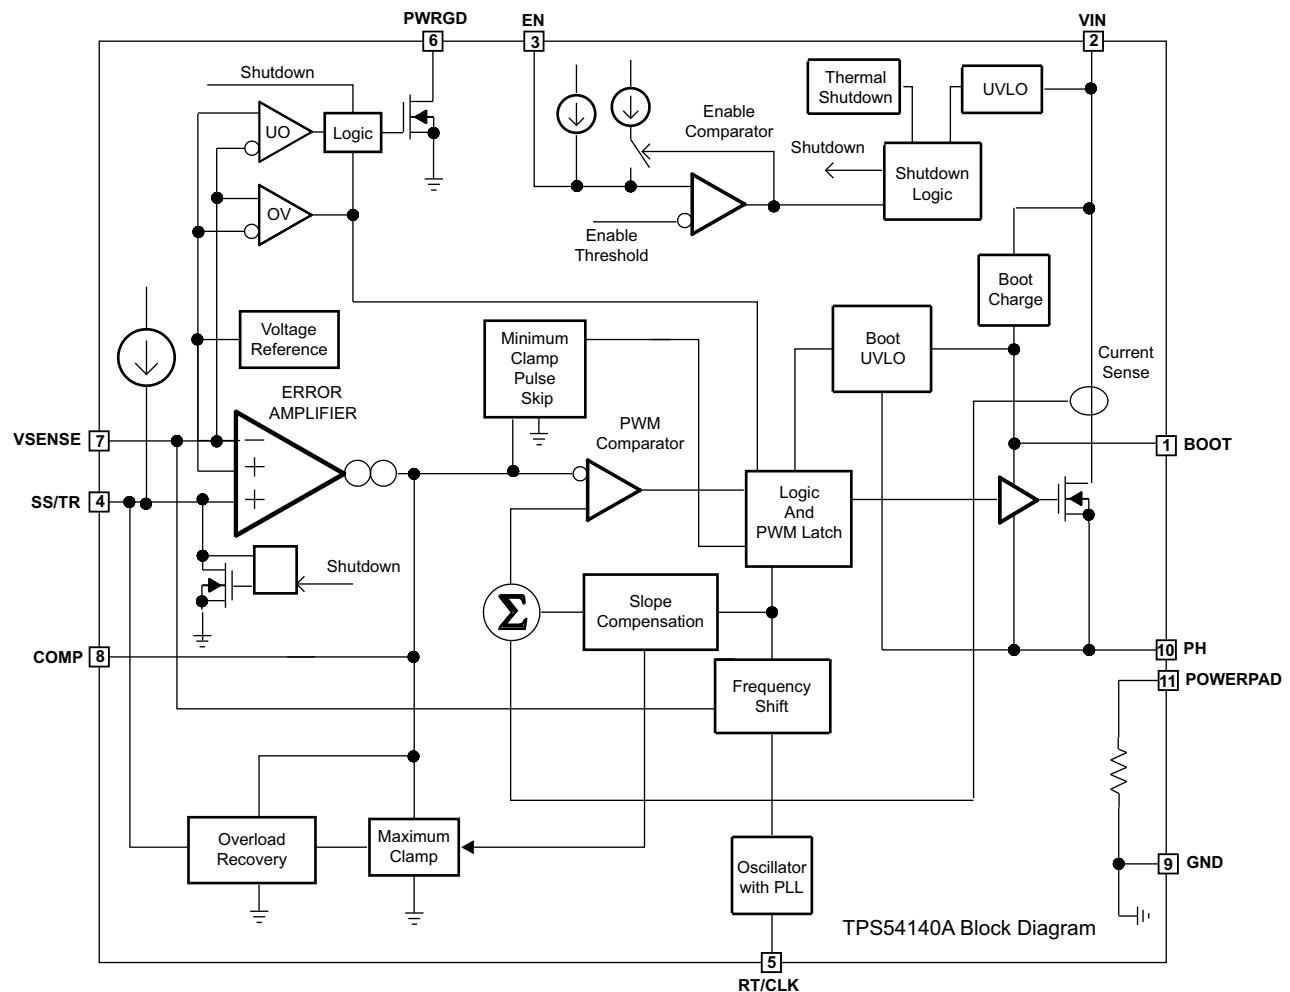 PWRGD
6
EN
3
VIN
2
Shutdown
UO
Logic
OV
Enable
Comparator
Enable
Threshold
Thermal
Shutdown
UVLO
Shutdown
Shutdown
Logic
Boot
Charge
Voltage
Reference
Minimum
Clamp
Pulse
Skip
Boot
UVLO
Current
Sense
ERROR
AMPLIFIER
PWM
Comparator
VSENSE
7
−
+
+
SS/TR
4
BOOT
1
Logic
And
PWM Latch
Shutdown
Σ
Slope
Compensation
COMP
8
PH
10
POWERPAD
11
Frequency
Shift
Overload
Recovery
Maximum
Clamp
Oscillator
with PLL
GND
9
TPS54140A Block Diagram
5
RT/CLK